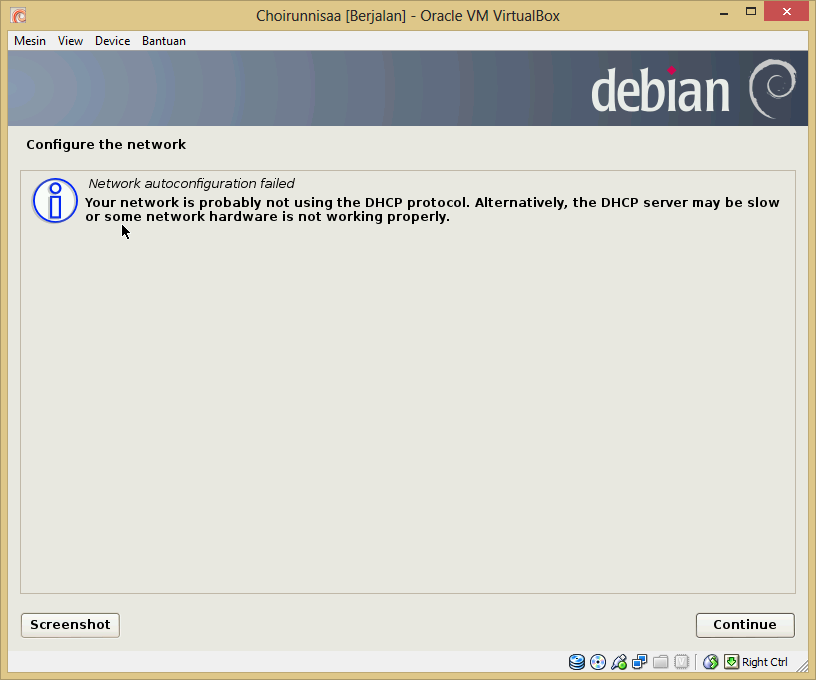 Choirunnisaa [Berjalan] - Oracle VM VirtualBox
Mesin View Device Bantuan
debian
Configure the network
Network autoconfiguration failed
Your network is probably not using the DHCP protocol. Alternatively, the DHCP server may be slow
or some network hardware is not working properly.
Screenshot
Continue
Right Ctrl